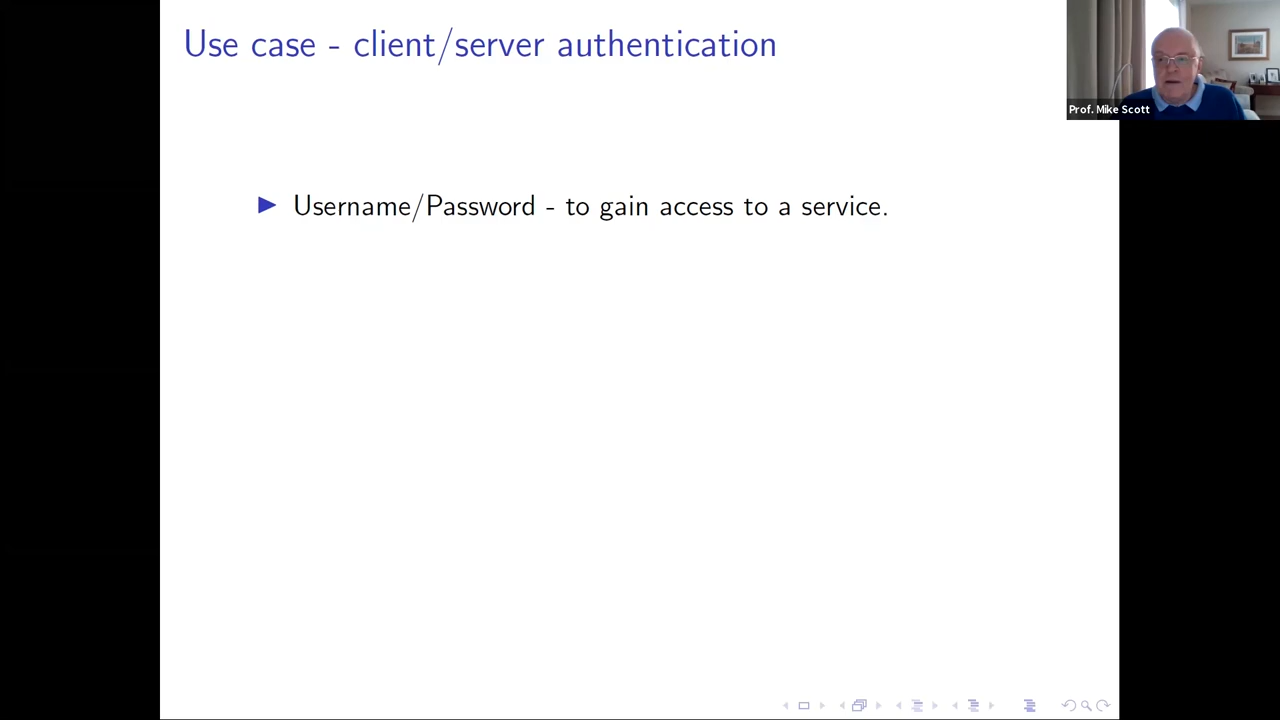 Use case - client/server authentication
Prof. Mike Scott
▶ Username/Password - to gain access to a service.